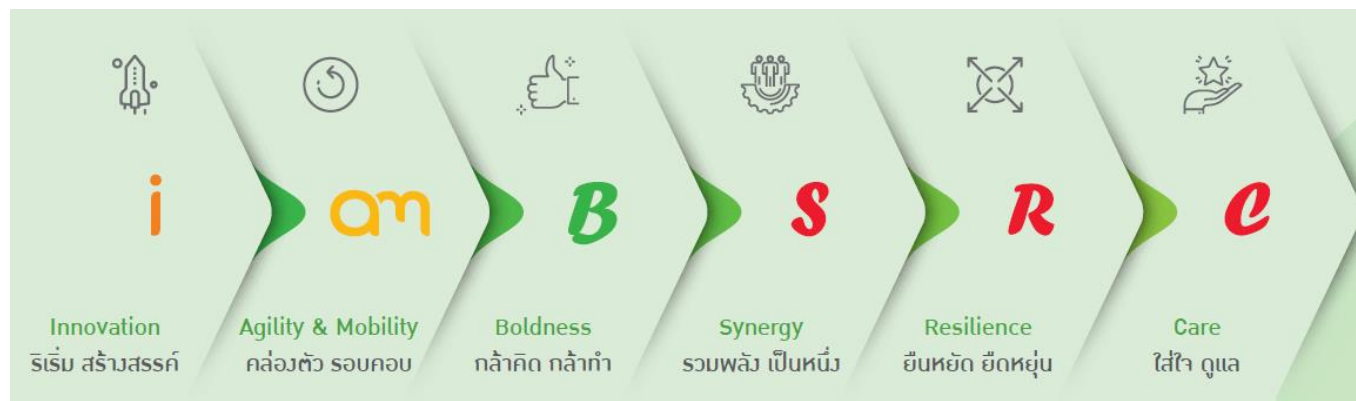 i am B S R C
Innovation Agility & Mobility Boldness Synergy Resilience Care
ริเริ่ม สร้างสรรค์ คล่องตัว รอบคอบ กล้าคิด กล้าทำ รวมพลัง เป็นหนึ่ง ยืนหยัด ยืดหยุ่น ใส่ใจ ดูแล